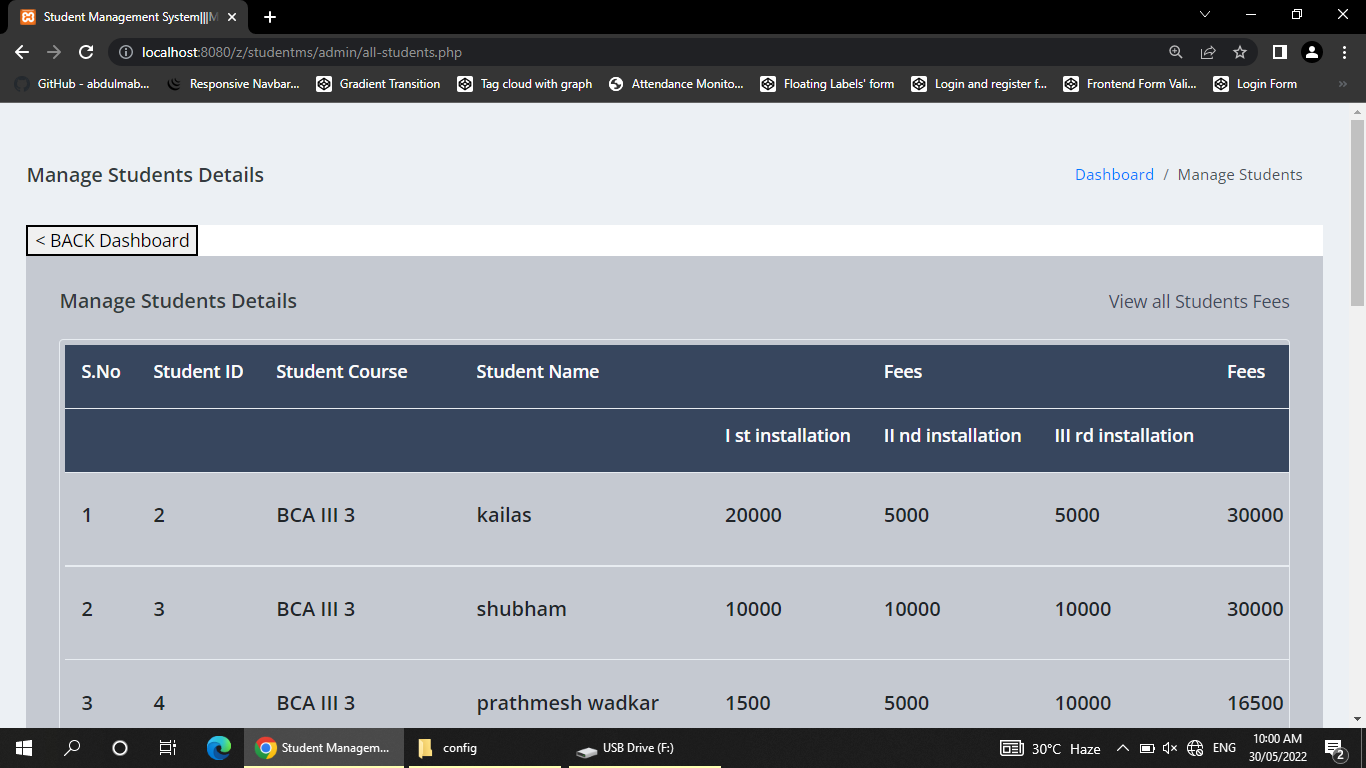 Student Management System|||M
localhost:8080/z/studentms/admin/all-students.php
GitHub - abdulmab... Responsive Navbar... Gradient Transition Tag cloud with graph Attendance Monito... Floating Labels' form Login and register f... Frontend Form Vali... Login Form »
Manage Students Details Dashboard / Manage Students
< BACK Dashboard
Manage Students Details View all Students Fees
S.No Student ID Student Course Student Name Fees Fees
I st installation II nd installation III rd installation
1 2 BCA III 3 kailas 20000 5000 5000 30000
2 3 BCA III 3 shubham 10000 10000 10000 30000
3 4 BCA III 3 prathmesh wadkar 1500 5000 10000 16500
Student Managem... config USB Drive (F:) 30°C Haze ENG 10:00 AM
30/05/2022 2